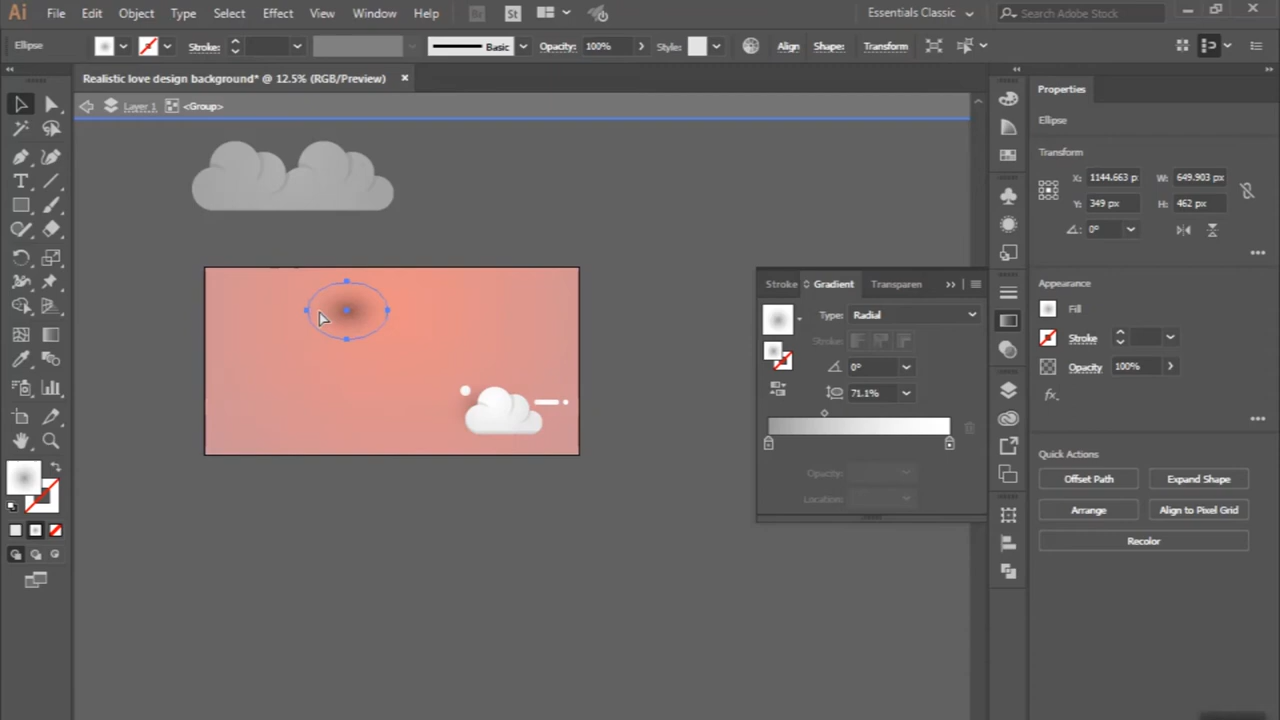 Ai File Edit Object Type Select Effect View Window Help Br St Essentials Classic Search Adobe Stock
Ellipse Stroke: Basic Opacity: 100% Style: Align Shape: Transform
Realistic love design background* @ 12.5% (RGB/Preview)
Layer 1 <Group>
Properties
Ellipse
Transform
X: 1144.663 p W: 649.903 px
Y: 349 px H: 462 px
0°
Appearance
Fill
Stroke
Opacity 100%
fx.
Quick Actions
Offset Path Expand Shape
Arrange Align to Pixel Grid
Recolor
Stroke Gradient Transparen
Type: Radial
Stroke:
0°
71.1%
Opacity:
Location: